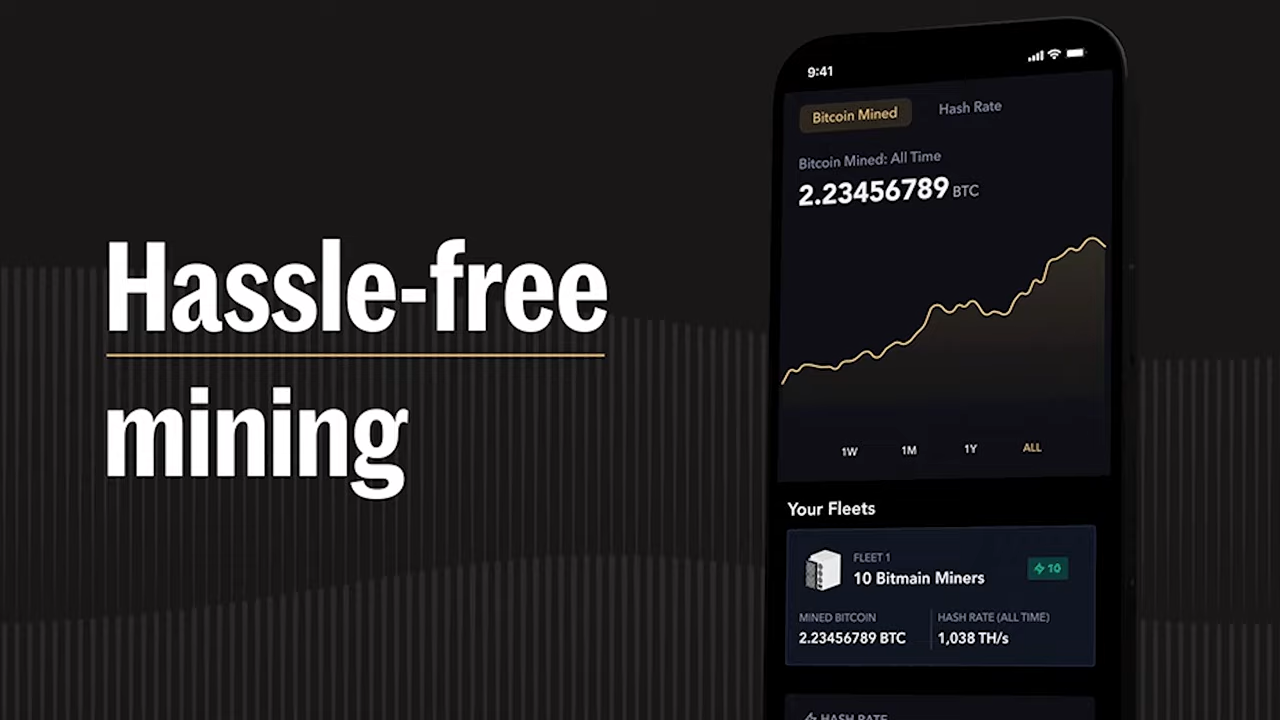 Hassle-free
mining
9:41
Bitcoin Mined Hash Rate
Bitcoin Mined: All Time
2.23456789 BTC
1W 1M 1Y ALL
Your Fleets
FLEET 1
10 Bitmain Miners
10
MINED BITCOIN HASH RATE (ALL TIME)
2.23456789 BTC 1,038 TH/s
HASH RATE